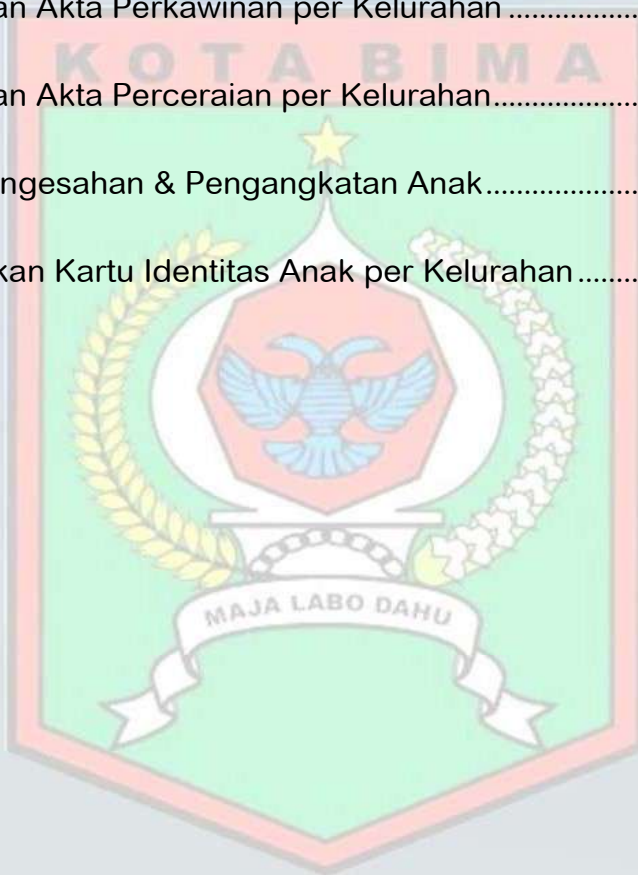 an Akta Perkawinan per Kelurahan ..................
KOTA BIMA
an Akta Perceraian per Kelurahan ....................
ngesahan & Pengangkatan Anak .....................
kan Kartu Identitas Anak per Kelurahan ........
MAJA LABO DAHU